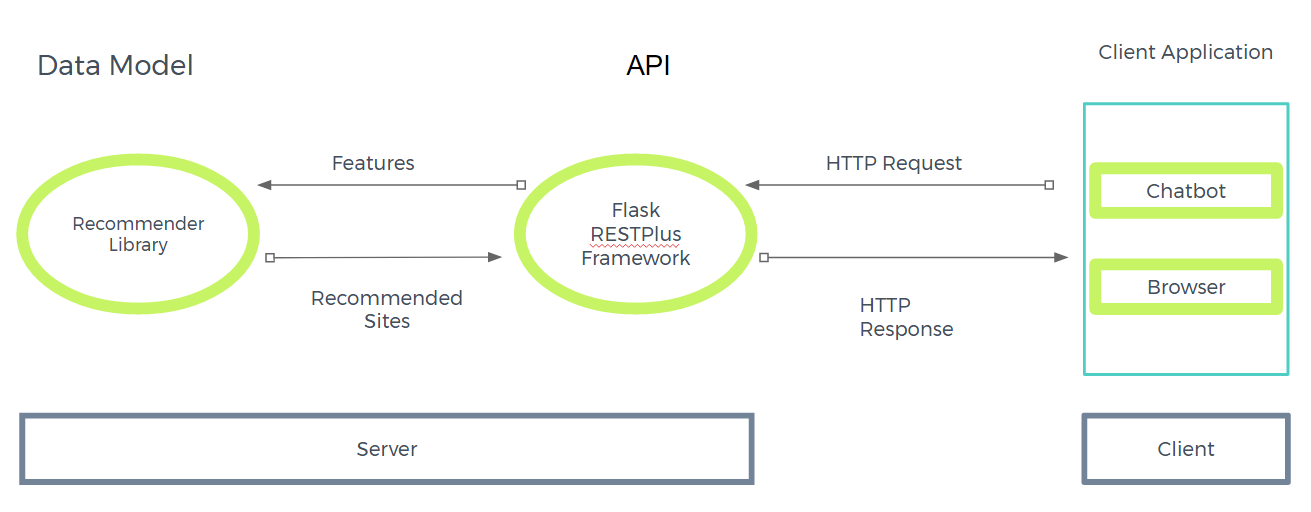 Data Model
API
Client Application
Features
HTTP Request
Chatbot
Recommender
Library
Flask
RESTPlus
Framework
Browser
Recommended
Sites
HTTP
Response
Server
Client